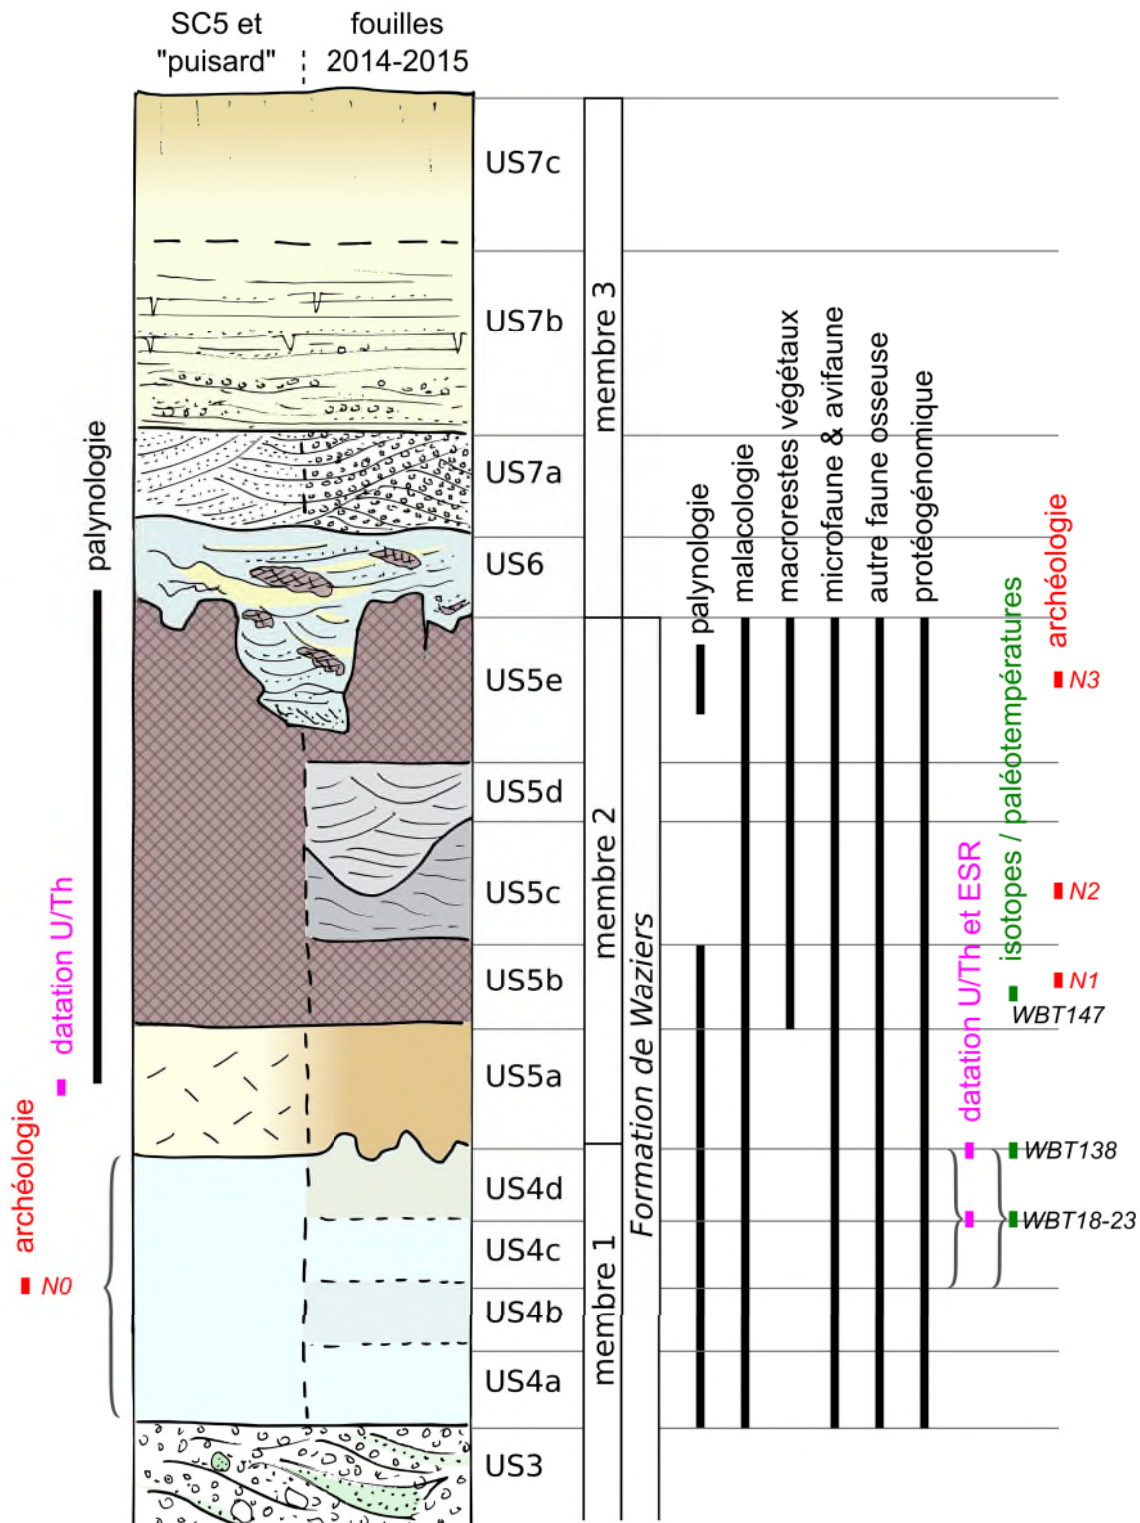 SC5 et
"puisard"
fouilles
2014-2015
US7c
US7b
US7a
US6
US5e
US5d
US5c
US5b
US5a
US4d
US4c
US4b
US4a
US3
membre 3
membre 2
membre 1
Formation de Waziers
palynologie
datation U/Th
archéologie
N0
palynologie
malacologie
macrorestes végétaux
microfaune & avifaune
autre faune osseuse
protéogénomique
datation U/Th et ESR
isotopes / paléotempératures
archéologie
N3
N2
N1
WBT147
WBT138
WBT18-23